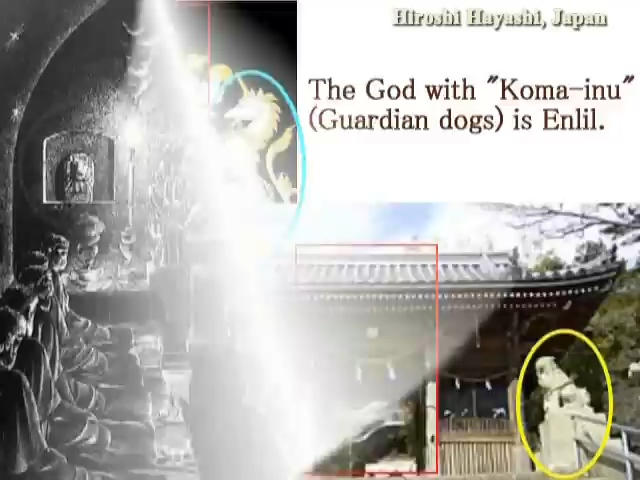 Hiroshi Hayashi, Japan
The God with "Koma-inu"
(Guardian dogs) is Enlil.